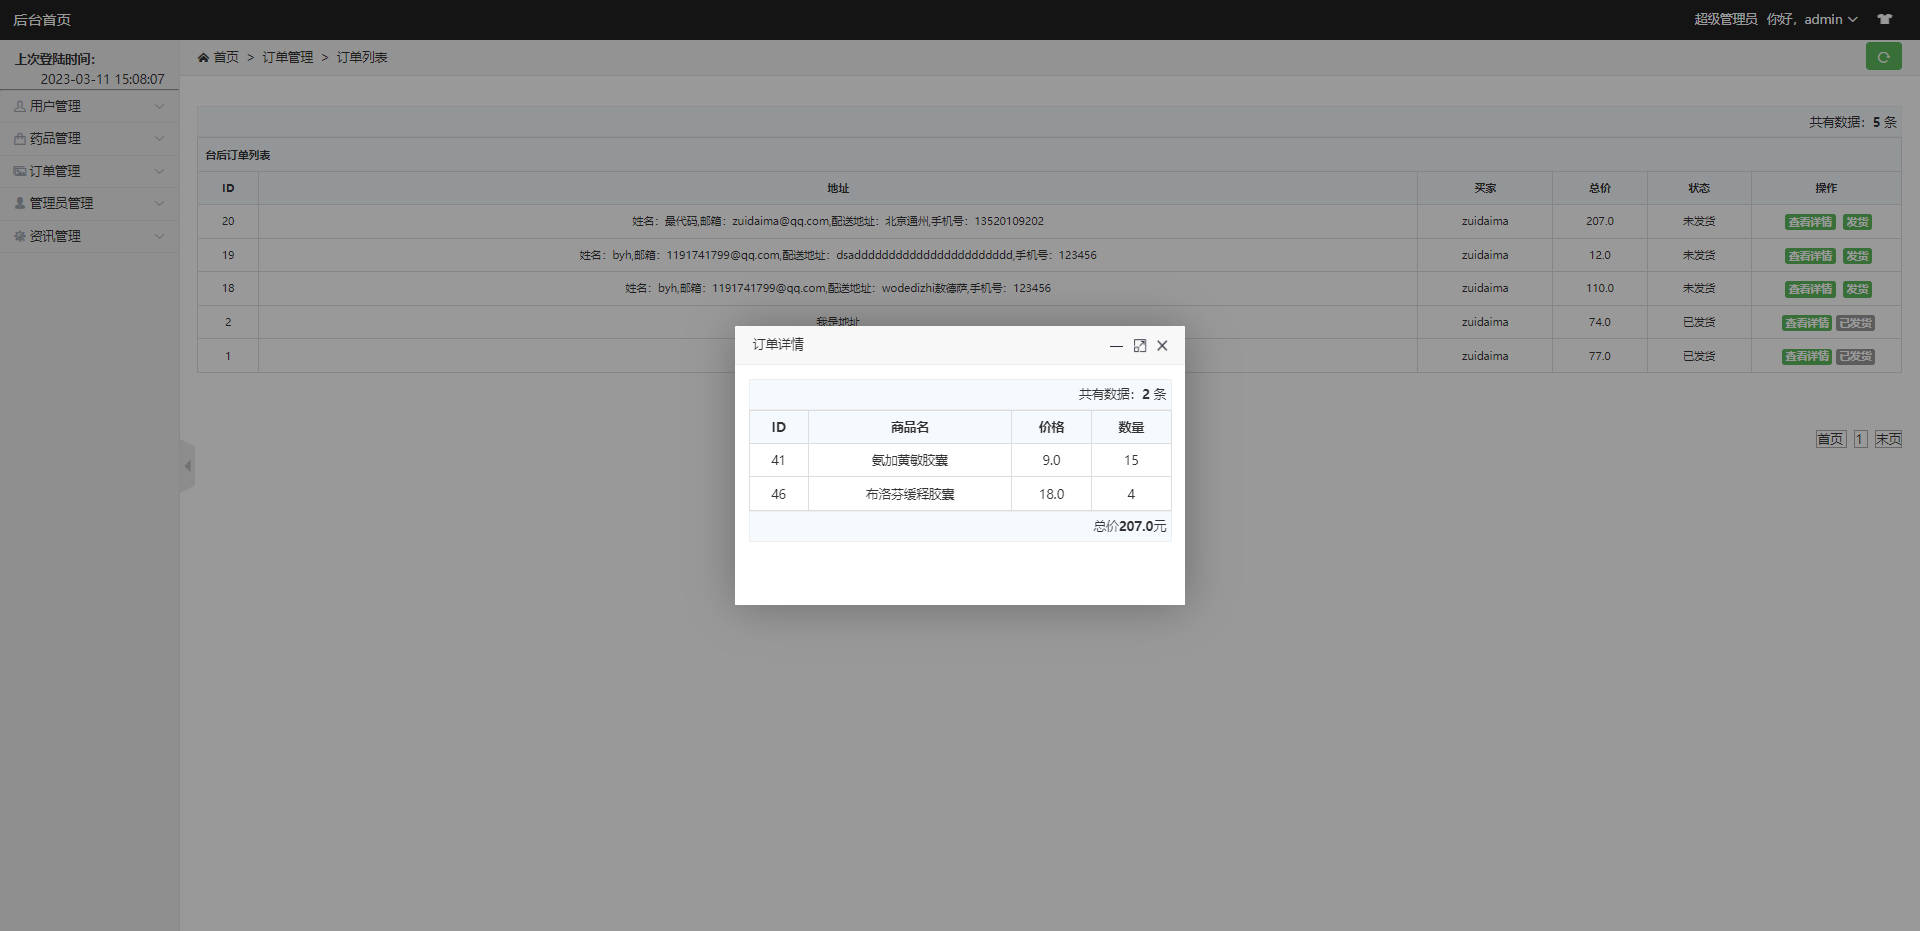 后台首页
超级管理员 你好，admin
上次登陆时间：
2023-03-11 15:08:07
用户管理
药品管理
订单管理
管理员管理
资讯管理
首页 > 订单管理 > 订单列表
共有数据：5 条
台后订单列表
ID 地址 买家 总价 状态 操作
20 姓名：最代码,邮箱：zuidaima@qq.com,配送地址：北京通州,手机号：13520109202 zuidaima 207.0 未发货 查看详情 发货
19 姓名：byh,邮箱：1191741799@qq.com,配送地址：dsaddddddddddddddddddddddd,手机号：123456 zuidaima 12.0 未发货 查看详情 发货
18 姓名：byh,邮箱：1191741799@qq.com,配送地址：wodedizhi敖德萨,手机号：123456 zuidaima 110.0 未发货 查看详情 发货
2 我是地址 zuidaima 74.0 已发货 查看详情 已发货
1 zuidaima 77.0 已发货 查看详情 已发货
首页 1 末页
订单详情
共有数据：2 条
ID 商品名 价格 数量
41 氨加黄敏胶囊 9.0 15
46 布洛芬缓释胶囊 18.0 4
总价207.0元